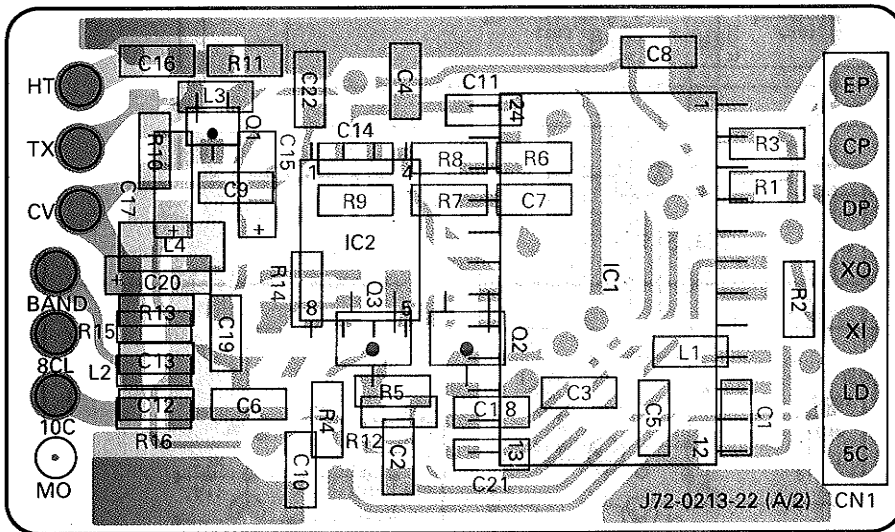 C16
R11
C22
C4
C8
HT
L3
C11
24
1
EP
TX
R10
Q1
C15
C14
1
4
R8
R6
R3
CP
C9
CV
C17
R9
R7
C7
R1
DP
L4
IC2
C20
R14
IC1
XO
BAND
R13
8
5
Q3
R2
R15
C19
Q2
XI
8CL
L2
C13
L1
R5
LD
C12
C6
R4
C18
C3
C5
C1
10C
R16
R12
C2
13
12
5C
MO
C10
C21
J72-0213-22 (A/2)
CN1